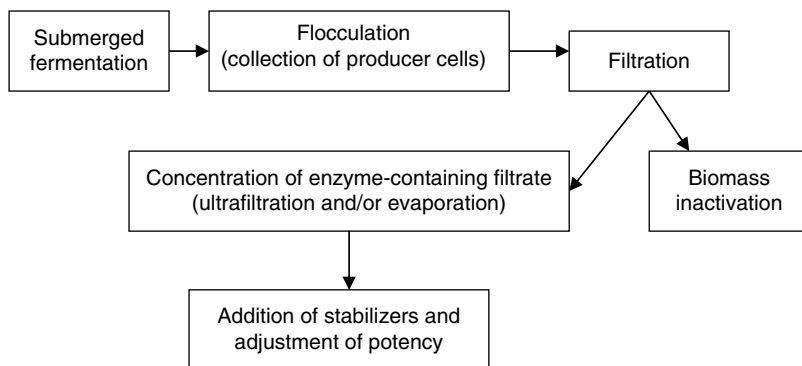 Submerged
fermentation
Flocculation
(collection of producer cells)
Filtration
Concentration of enzyme-containing filtrate
(ultrafiltration and/or evaporation)
Biomass
inactivation
Addition of stabilizers and
adjustment of potency